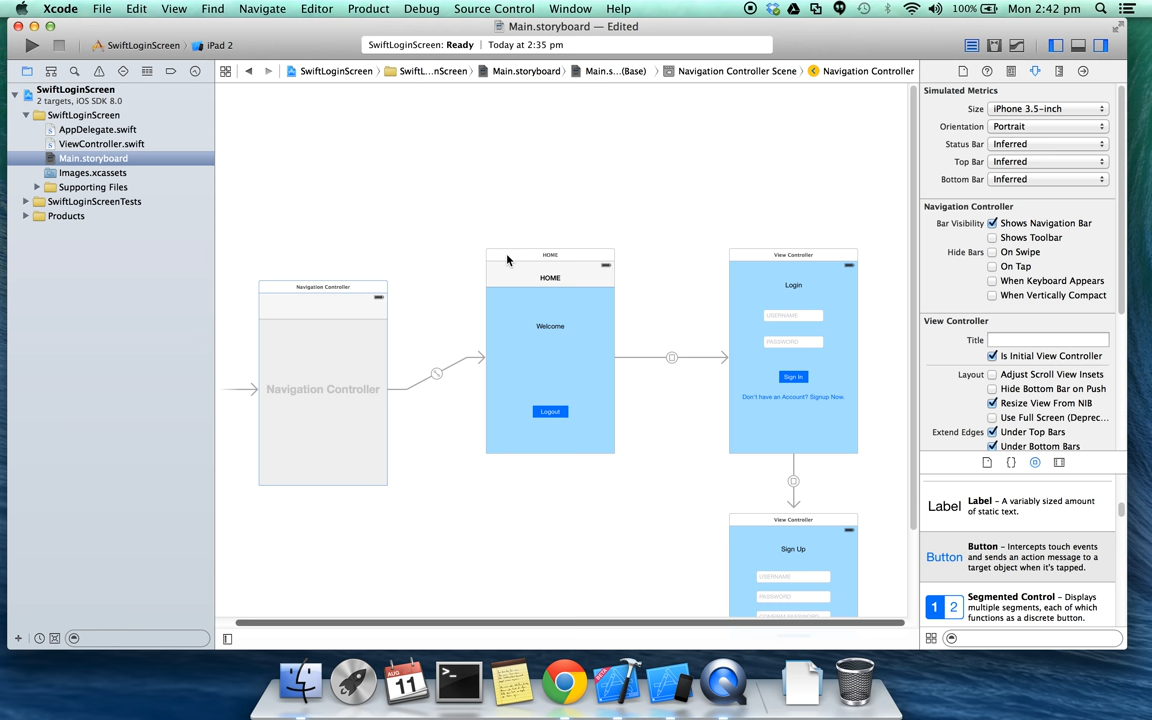 Xcode File Edit View Find Navigate Editor Product Debug Source Control Window Help 100% Mon 2:42 pm
Main.storyboard — Edited
SwiftLoginScreen iPad 2
SwiftLoginScreen: Ready | Today at 2:35 pm
SwiftLoginScreen SwiftL...nScreen Main.storyboard Main.s...(Base) Navigation Controller Scene Navigation Controller
SwiftLoginScreen
2 targets, iOS SDK 8.0
SwiftLoginScreen
AppDelegate.swift
ViewController.swift
Main.storyboard
Images.xcassets
Supporting Files
SwiftLoginScreenTests
Products
Navigation Controller
Navigation Controller
HOME
HOME
Welcome
Logout
View Controller
Login
USERNAME
PASSWORD
Sign In
Don't have an Account? Signup Now.
View Controller
Sign Up
USERNAME
PASSWORD
Simulated Metrics
Size iPhone 3.5-inch
Orientation Portrait
Status Bar Inferred
Top Bar Inferred
Bottom Bar Inferred
Navigation Controller
Bar Visibility Shows Navigation Bar
Shows Toolbar
Hide Bars On Swipe
On Tap
When Keyboard Appears
When Vertically Compact
View Controller
Title
Is Initial View Controller
Layout Adjust Scroll View Insets
Hide Bottom Bar on Push
Resize View From NIB
Use Full Screen (Deprec...
Extend Edges Under Top Bars
Under Bottom Bars
Label Label – A variably sized amount
of static text.
Button Button – Intercepts touch events
and sends an action message to a
target object when it's tapped.
1 2 Segmented Control – Displays
multiple segments, each of which
functions as a discrete button.
AUG
11
BETA